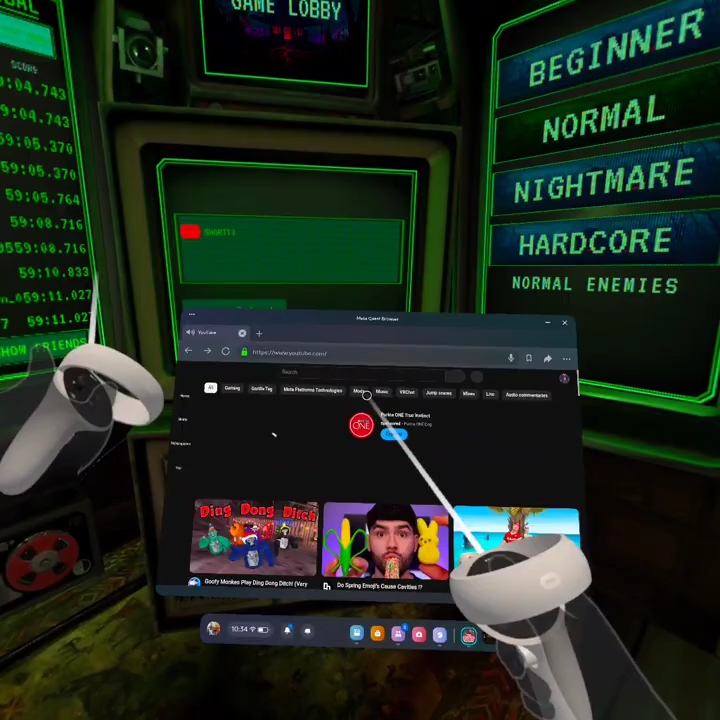 GAME LOBBY
SCORE
9:04.743
9:04.743
59:05.370
59:05.370
59:05.764
59:08.716
59:08.716
59:10.833
59:11.027
59:11.027
HOW FRIENDS
BEGINNER
NORMAL
NIGHTMARE
HARDCORE
NORMAL ENEMIES
Meta Quest Browser
YouTube
https://www.youtube.com/
Search
All
Gaming
Gorilla Tag
Meta Platforms Technologies
Music
VRChat
Jump scares
Mixes
Live
Audio commentaries
Purina ONE True Instinct
Sponsored · Purina ONE Dog
ONE
Ding Dong Ditch
Goofy Monkes Play Ding Dong Ditch! (Very
Do Spring Emoji's Cause Cavities !?
10:34